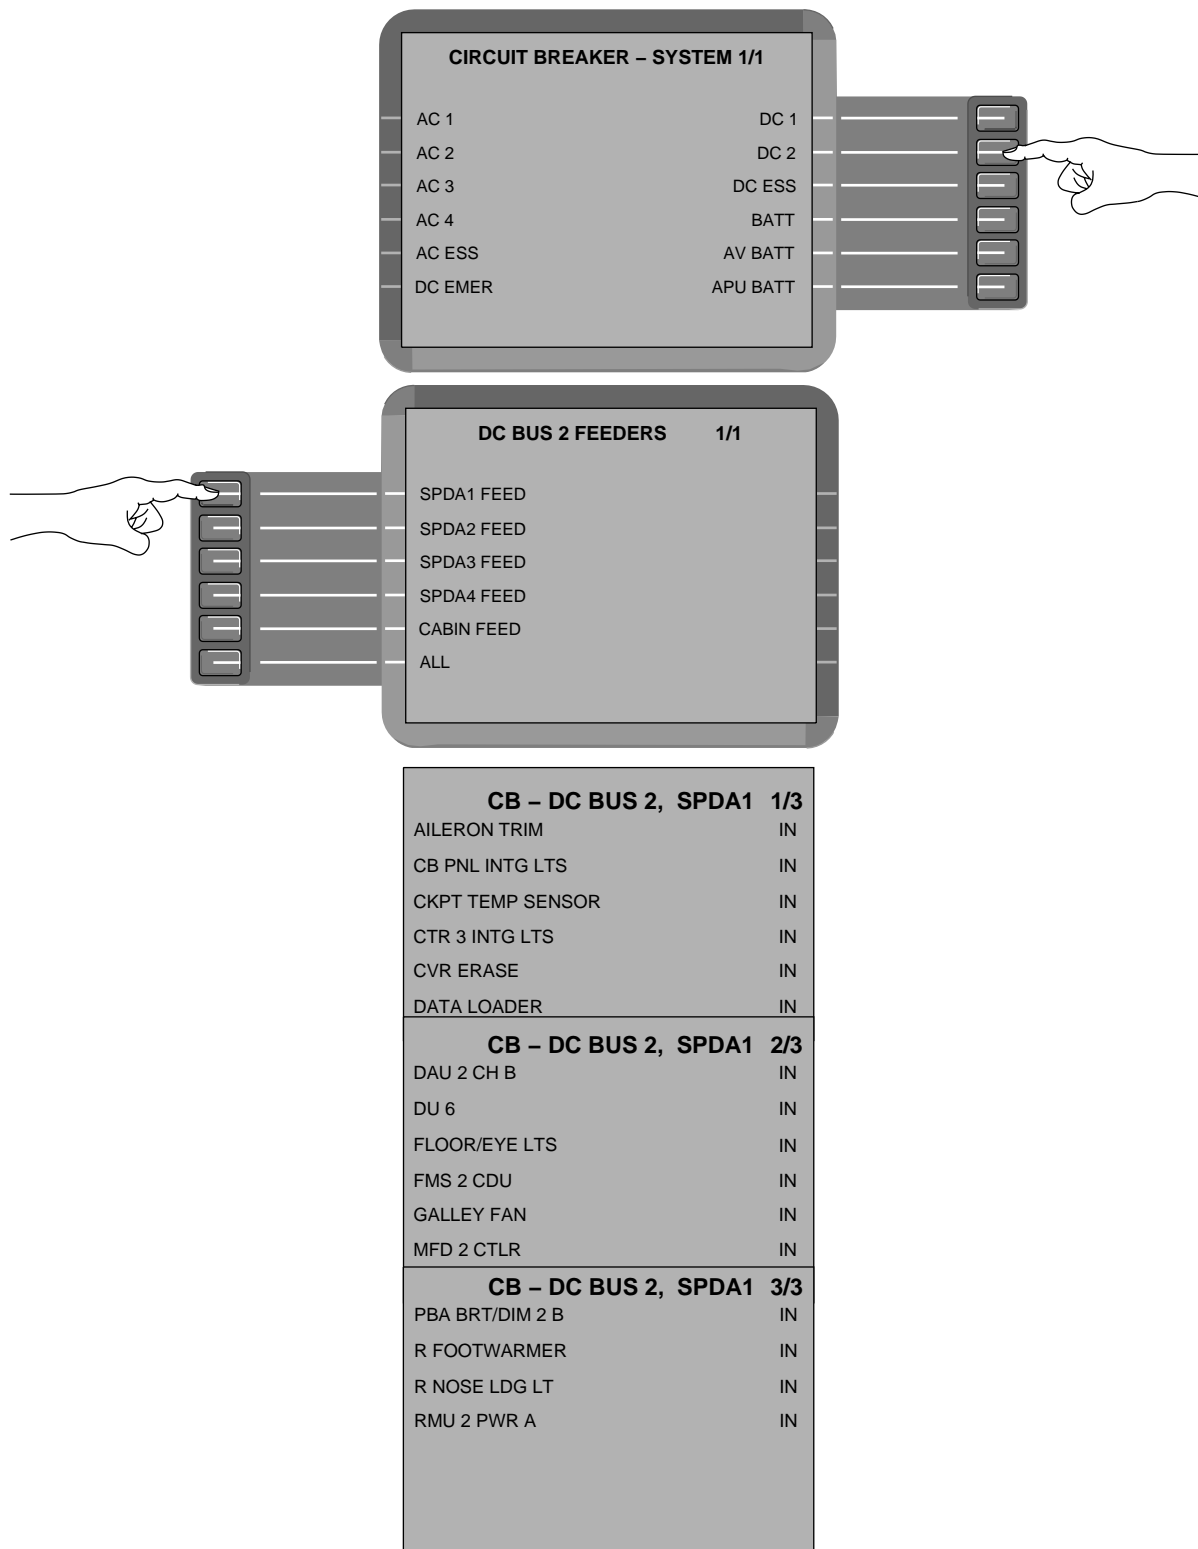 CIRCUIT BREAKER – SYSTEM 1/1
AC 1 DC 1
AC 2 DC 2
AC 3 DC ESS
AC 4 BATT
AC ESS AV BATT
DC EMER APU BATT
DC BUS 2 FEEDERS 1/1
SPDA1 FEED
SPDA2 FEED
SPDA3 FEED
SPDA4 FEED
CABIN FEED
ALL
CB – DC BUS 2, SPDA1 1/3
AILERON TRIM IN
CB PNL INTG LTS IN
CKPT TEMP SENSOR IN
CTR 3 INTG LTS IN
CVR ERASE IN
DATA LOADER IN
CB – DC BUS 2, SPDA1 2/3
DAU 2 CH B IN
DU 6 IN
FLOOR/EYE LTS IN
FMS 2 CDU IN
GALLEY FAN IN
MFD 2 CTLR IN
CB – DC BUS 2, SPDA1 3/3
PBA BRT/DIM 2 B IN
R FOOTWARMER IN
R NOSE LDG LT IN
RMU 2 PWR A IN